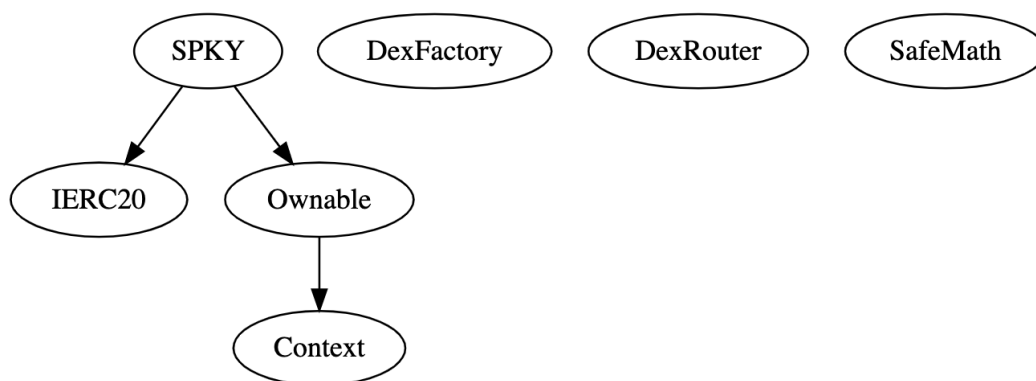 SPKY
DexFactory
DexRouter
SafeMath
IERC20
Ownable
Context